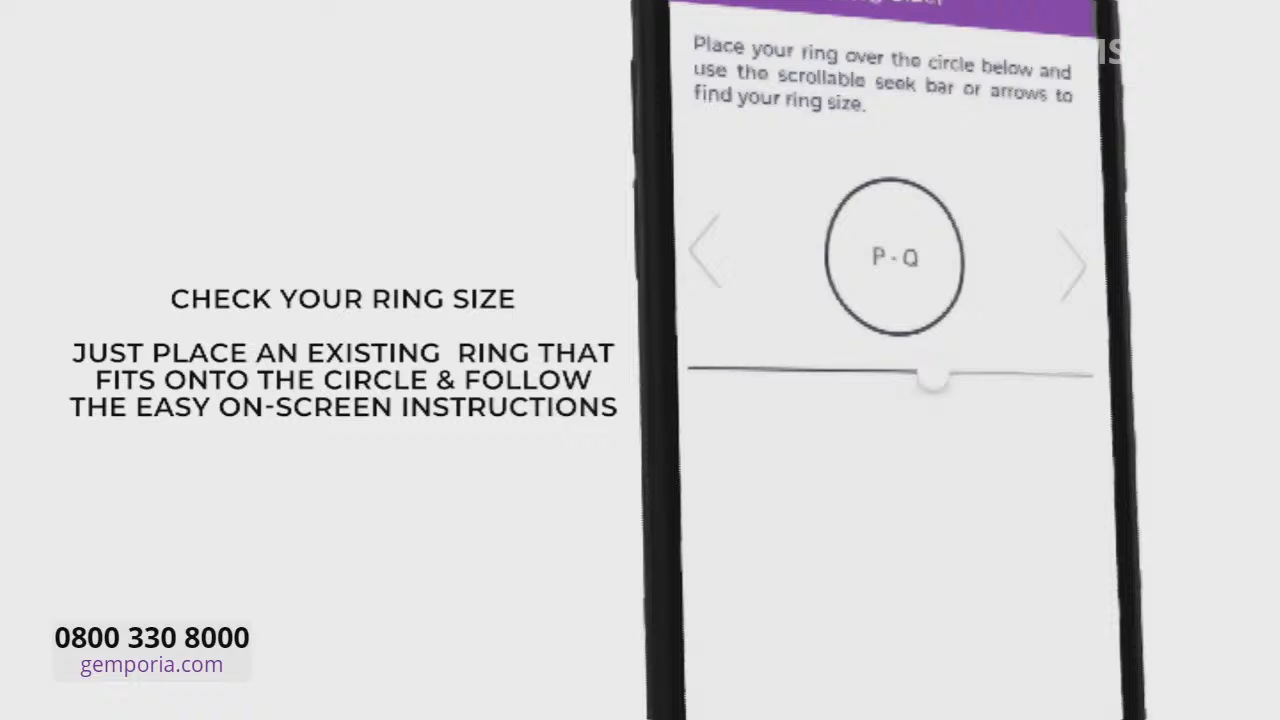 Place your ring over the circle below and
use the scrollable seek bar or arrows to
find your ring size.
P - Q
CHECK YOUR RING SIZE
JUST PLACE AN EXISTING RING THAT
FITS ONTO THE CIRCLE & FOLLOW
THE EASY ON-SCREEN INSTRUCTIONS
0800 330 8000
gemporia.com